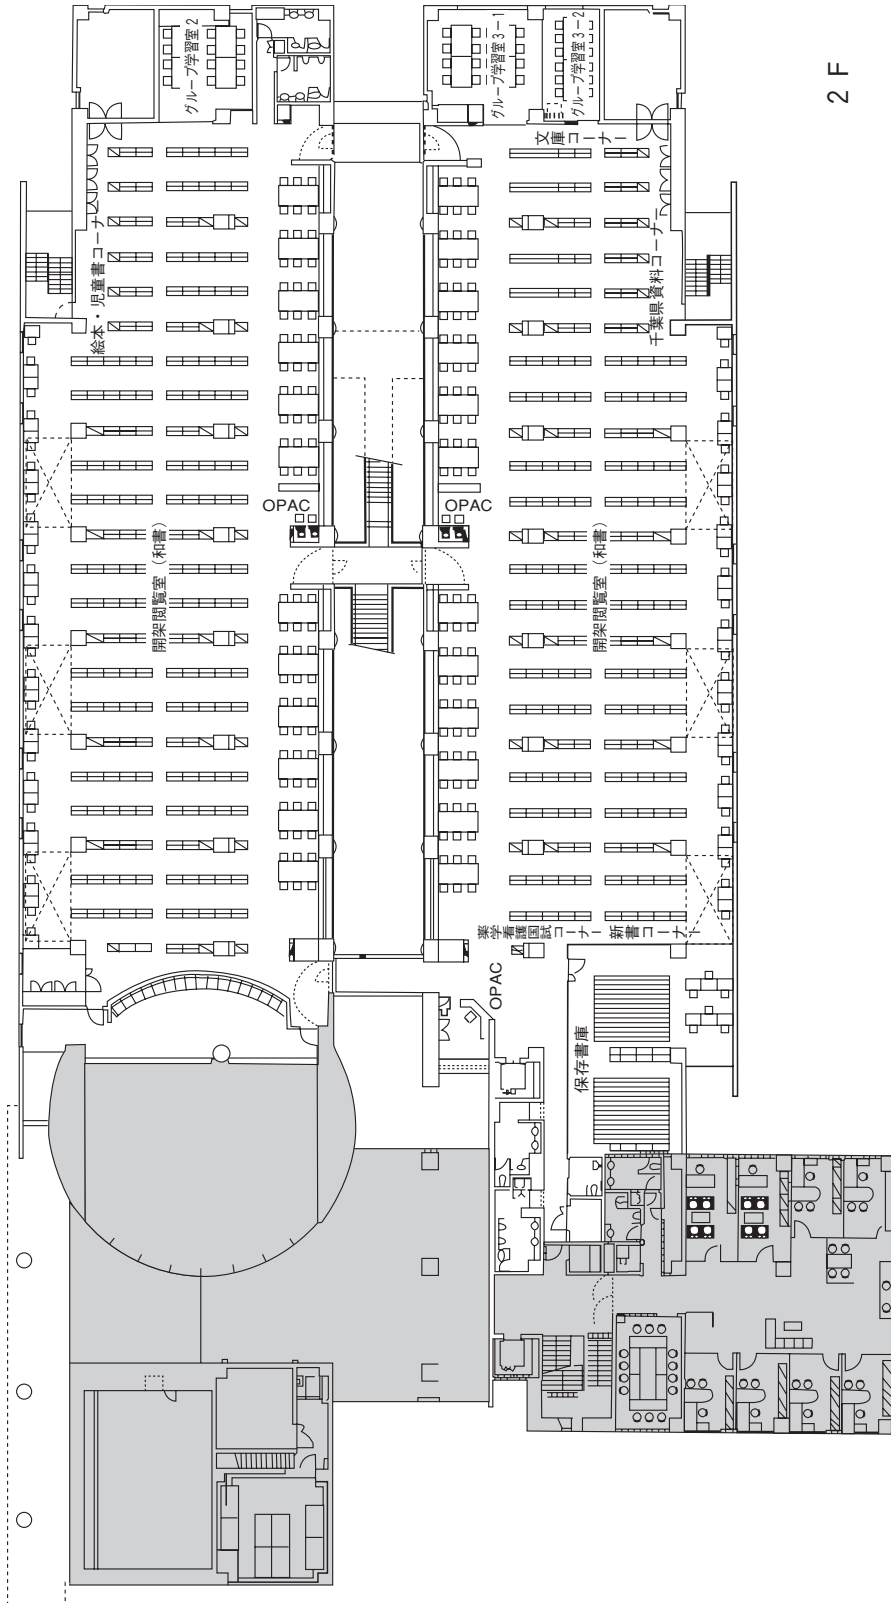 2F
グループ学習室2
グループ学習室3-1
グループ学習室3-2
文庫コーナー
絵本・児童書コーナー
千葉県資料コーナー
OPAC
OPAC
開架閲覧室（和書）
開架閲覧室（和書）
薬学看護国試コーナー
新書コーナー
OPAC
保存書庫